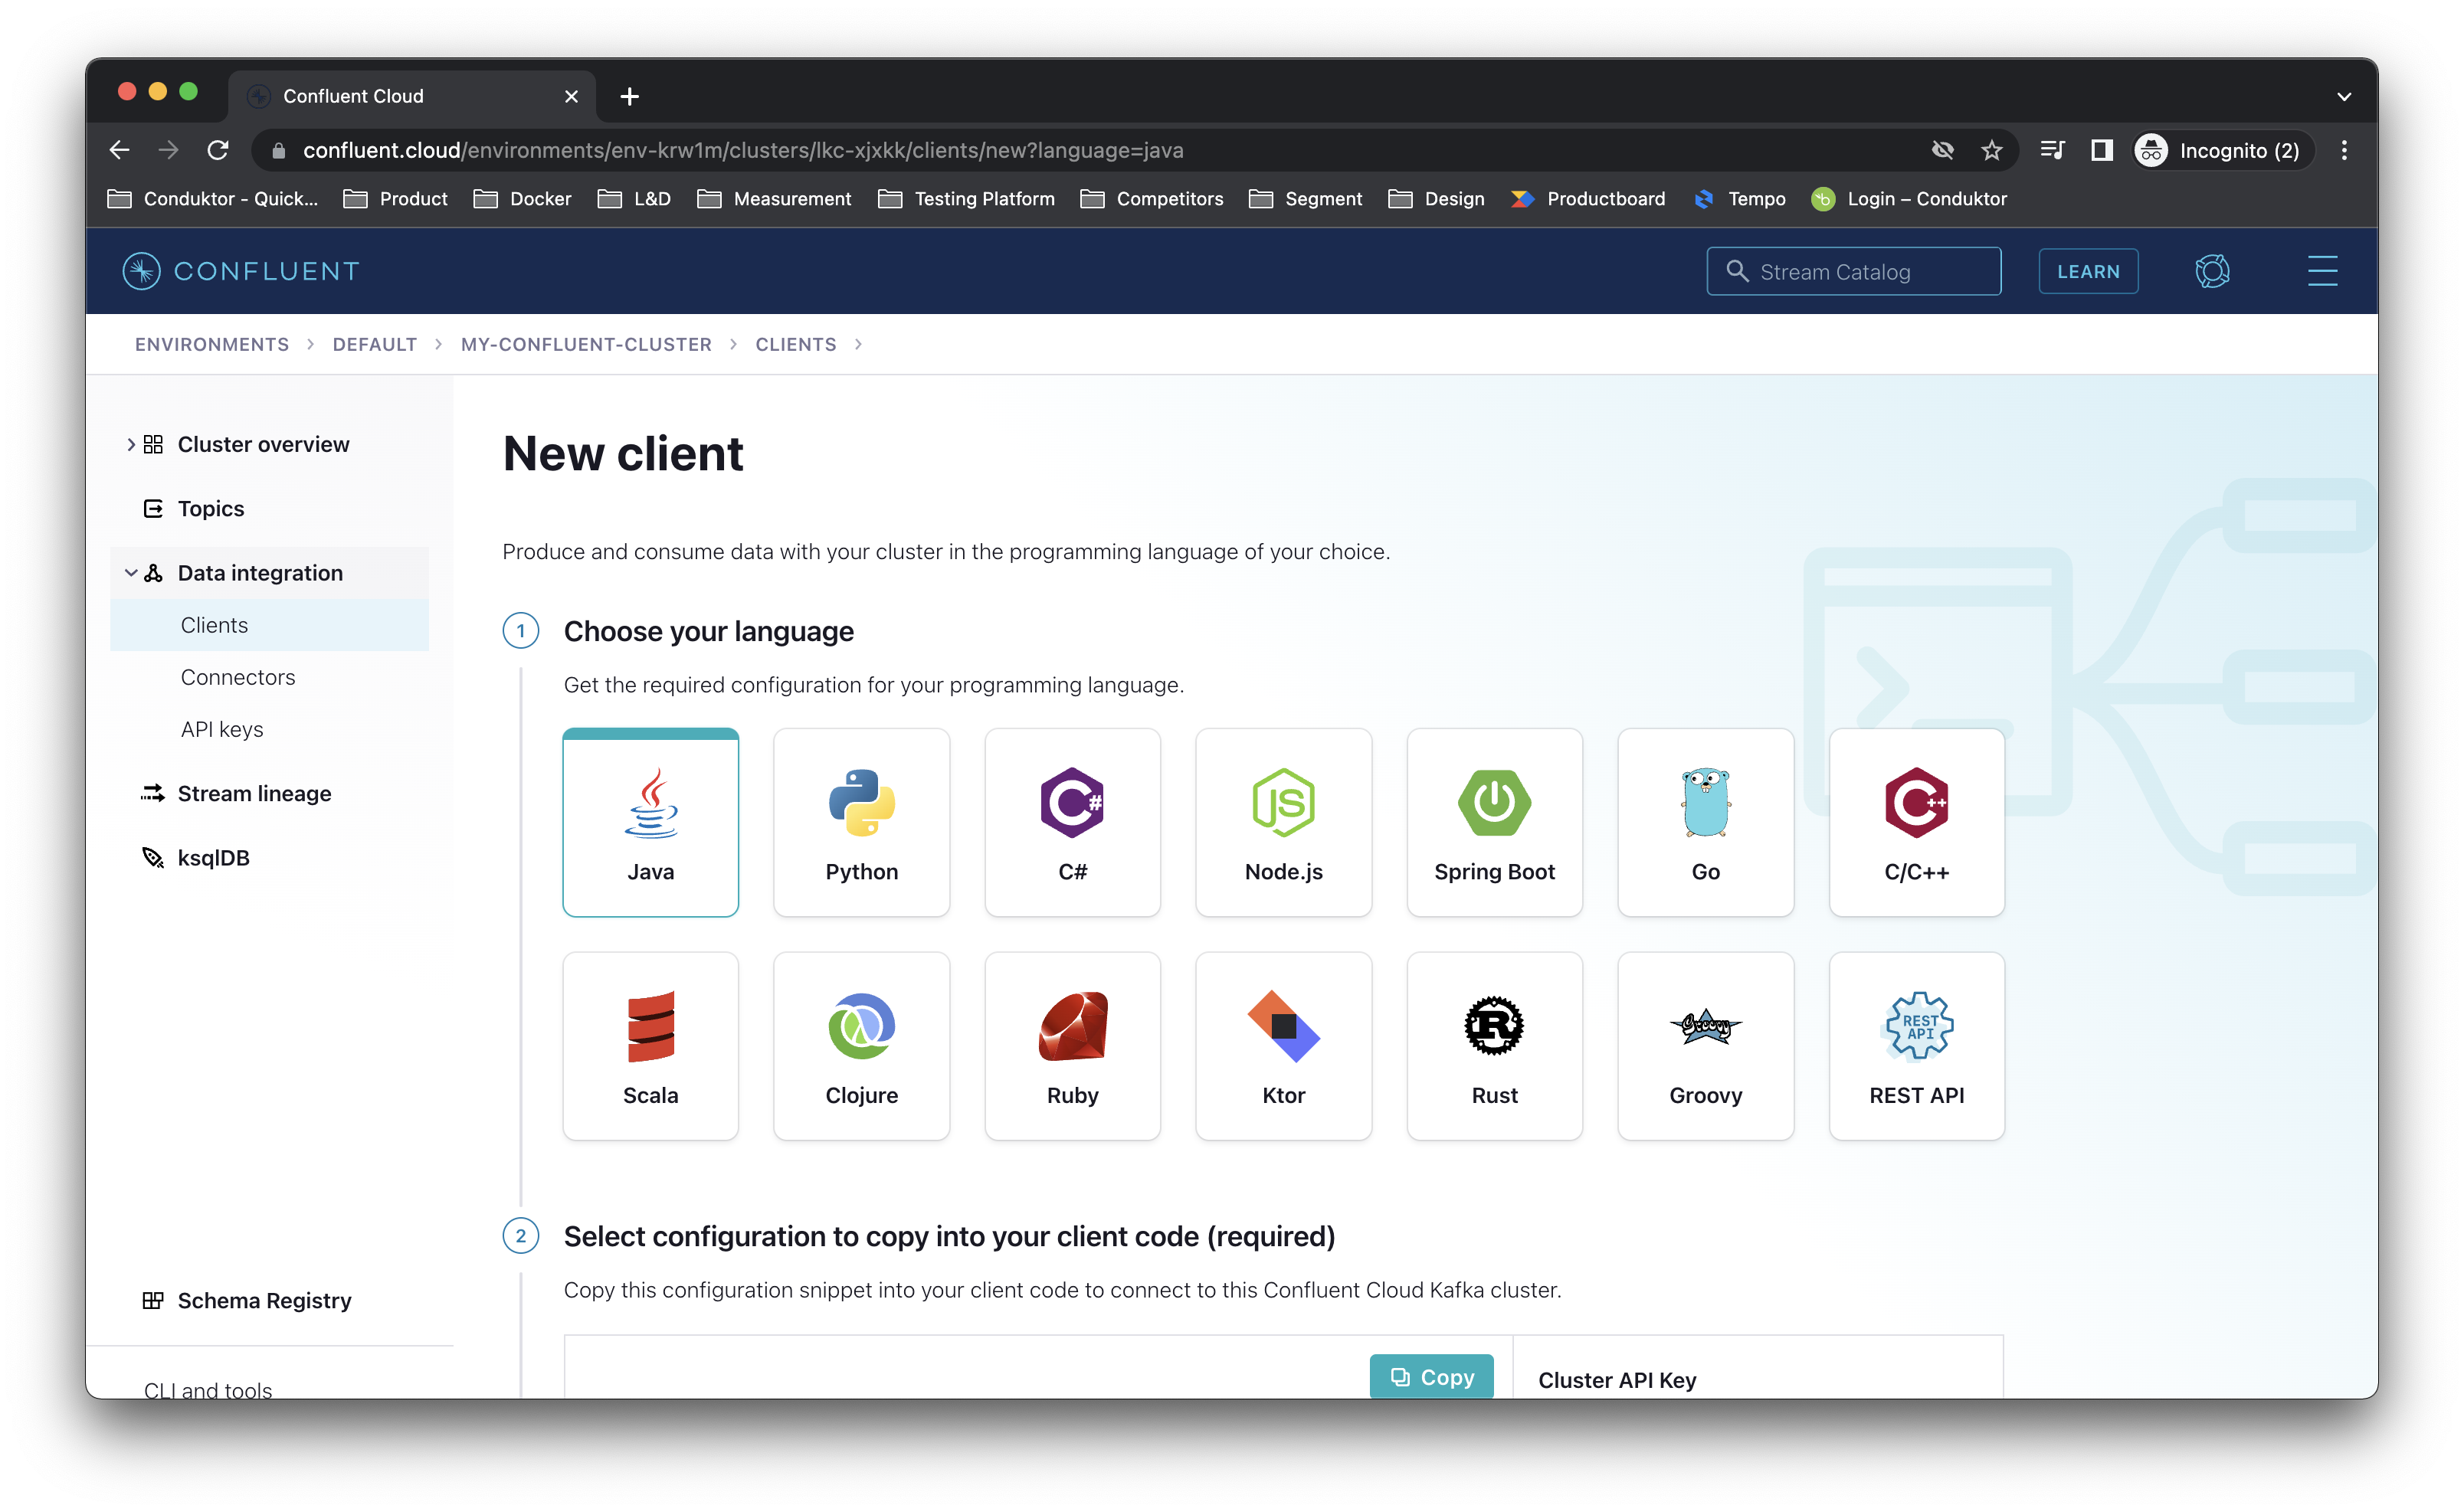 Confluent Cloud
confluent.cloud/environments/env-krw1m/clusters/lkc-xjxkk/clients/new?language=java
Incognito (2)
Conduktor - Quick... Product Docker L&D Measurement Testing Platform Competitors Segment Design Productboard Tempo Login – Conduktor
CONFLUENT
Stream Catalog
LEARN
ENVIRONMENTS > DEFAULT > MY-CONFLUENT-CLUSTER > CLIENTS >
Cluster overview
Topics
Data integration
Clients
Connectors
API keys
Stream lineage
ksqlDB
Schema Registry
CLI and tools
New client
Produce and consume data with your cluster in the programming language of your choice.
1 Choose your language
Get the required configuration for your programming language.
JS
Java Python C# Node.js Spring Boot Go C/C++
Groovy
REST
API
Scala Clojure Ruby Ktor Rust Groovy REST API
2 Select configuration to copy into your client code (required)
Copy this configuration snippet into your client code to connect to this Confluent Cloud Kafka cluster.
Copy
Cluster API Key